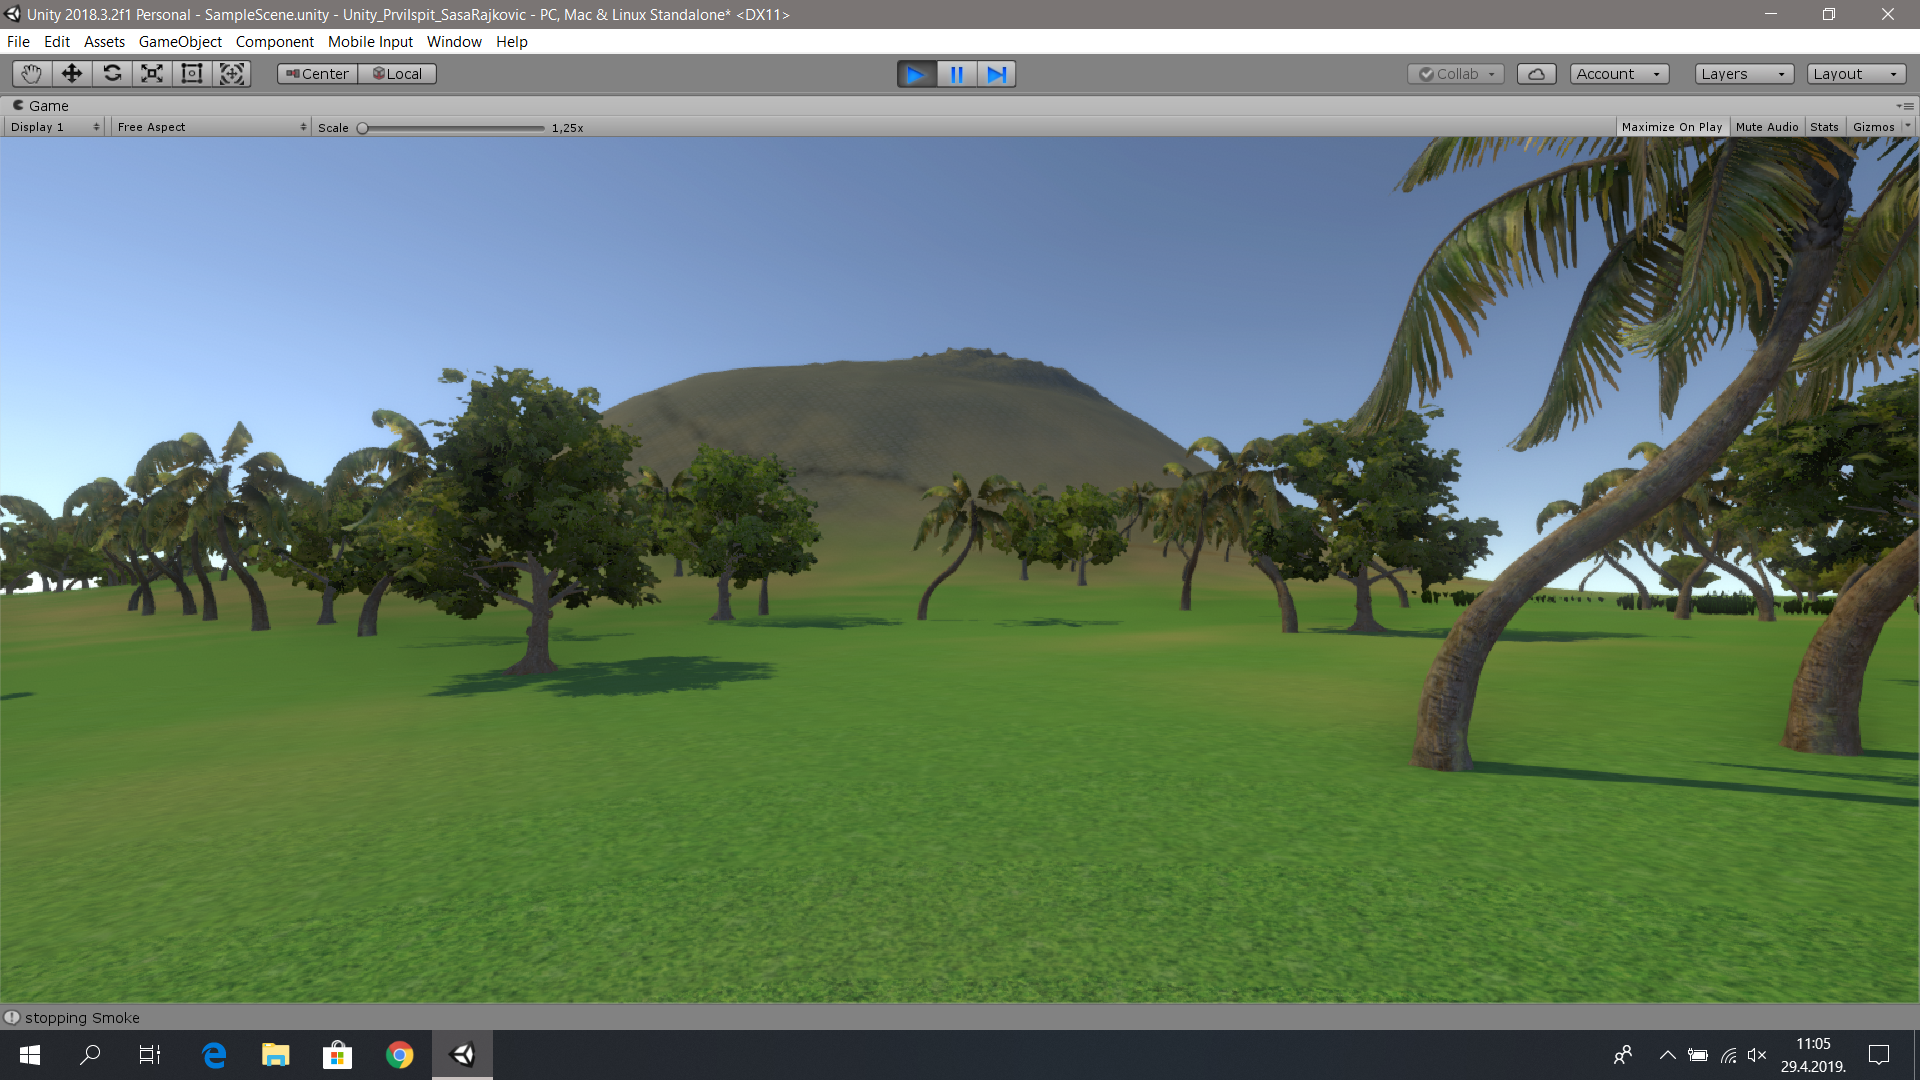 Unity 2018.3.2f1 Personal - SampleScene.unity - Unity_PrviIspit_SasaRajkovic - PC, Mac & Linux Standalone* <DX11>
File Edit Assets GameObject Component Mobile Input Window Help
Center Local Collab Account Layers Layout
Game
Display 1 Free Aspect Scale 1,25x Maximize On Play Mute Audio Stats Gizmos
stopping Smoke
11:05
29.4.2019.